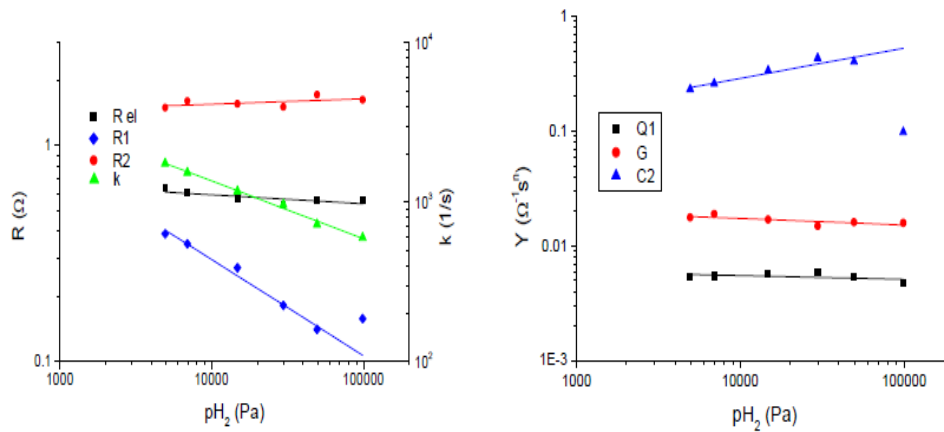 10⁴
1
R el
R1
R2
k
R (Ω)
10³
k (1/s)
0.1
10²
1000
10000
100000
pH₂ (Pa)
1
0.1
Q1
G
C2
Y (Ω⁻¹sⁿ)
0.01
1E-3
1000
10000
100000
pH₂ (Pa)